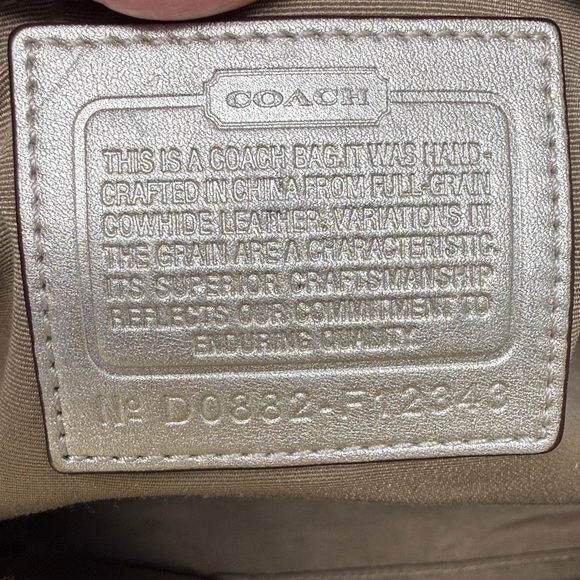 COACH
THIS IS A COACH BAG.IT WAS HAND-
CRAFTED IN CHINA FROM FULL-GRAIN
COWHIDE LEATHER. VARIATIONS IN
THE GRAIN ARE A CHARACTERISTIC.
ITS SUPERIOR CRAFTSMANSHIP
REFLECTS OUR COMMITMENT TO
ENDURING QUALITY.
Nº D0882-F12343